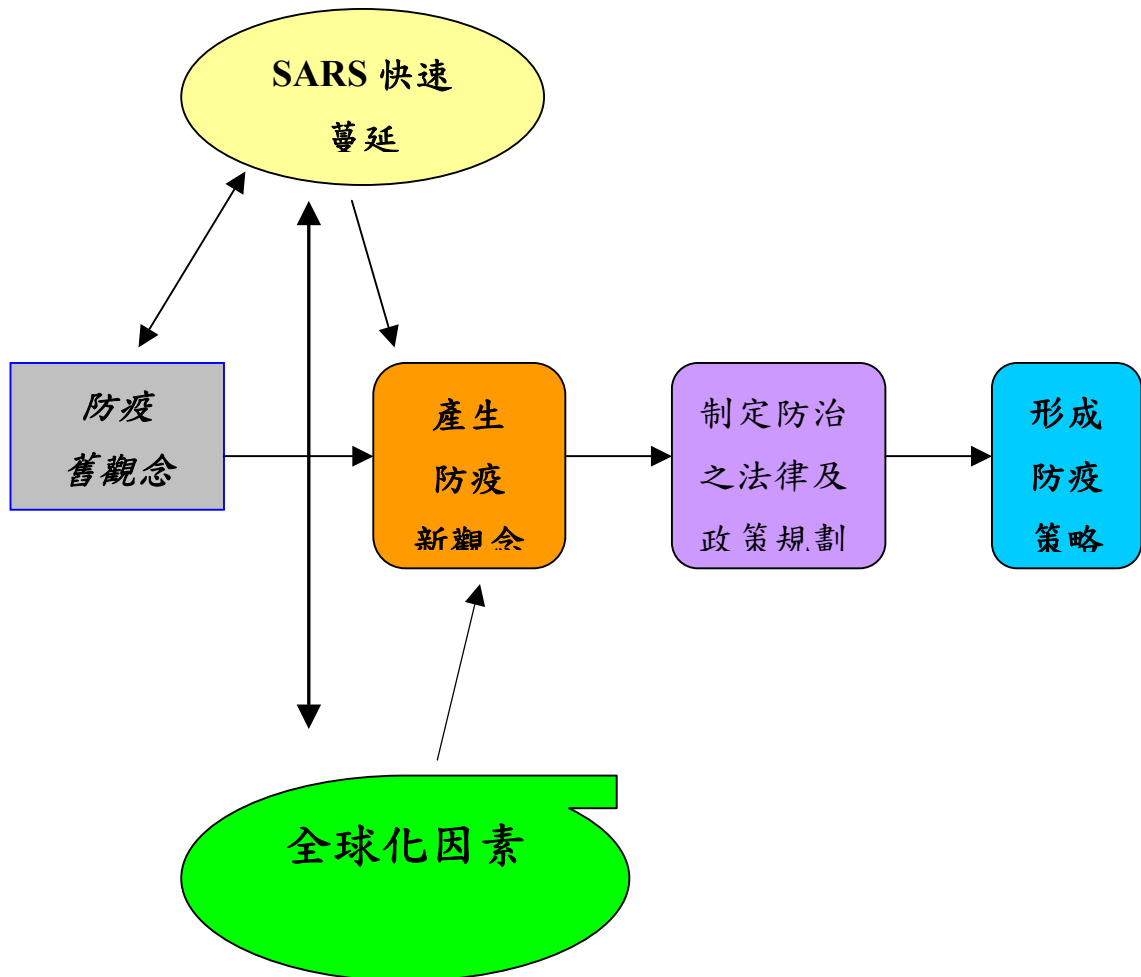 SARS 快速
蔓延
防疫
舊觀念
產生
防疫
新觀念
制定防治
之法律及
政策規劃
形成
防疫
策略
全球化因素